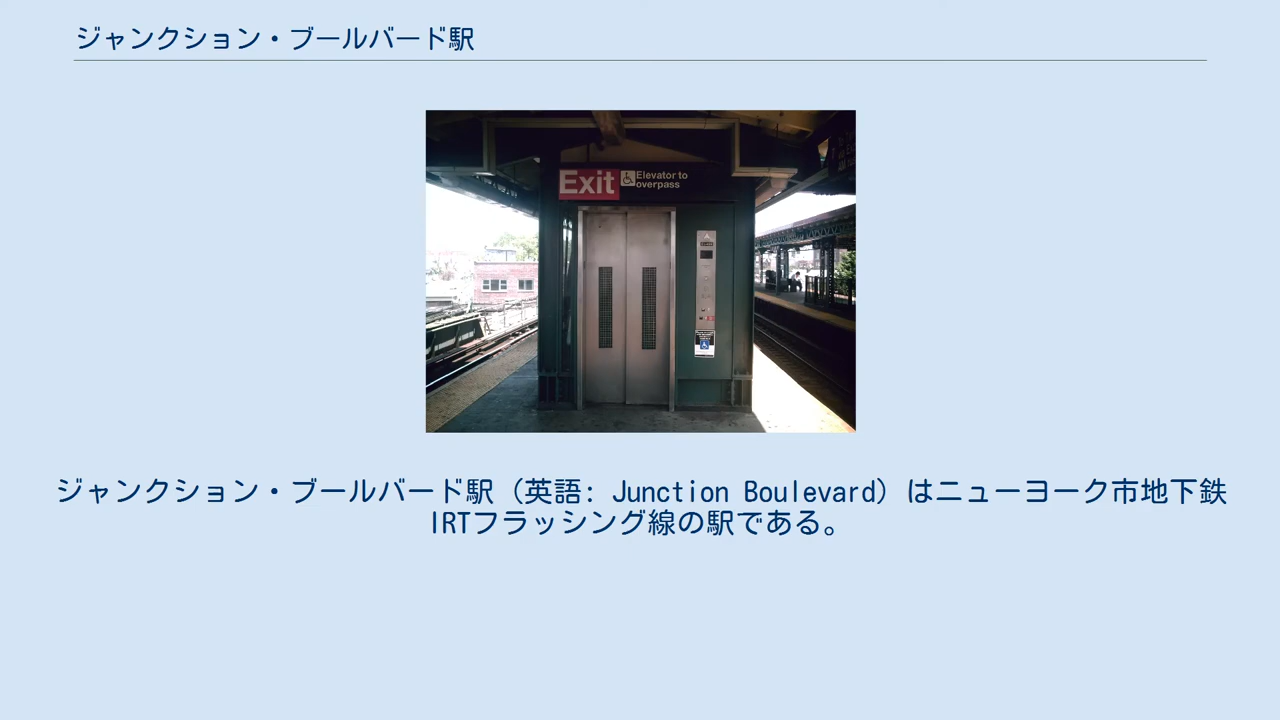 ジャンクション・ブールバード駅
Exit
Elevator to
overpass
ジャンクション・ブールバード駅（英語: Junction Boulevard）はニューヨーク市地下鉄
IRTフラッシング線の駅である。